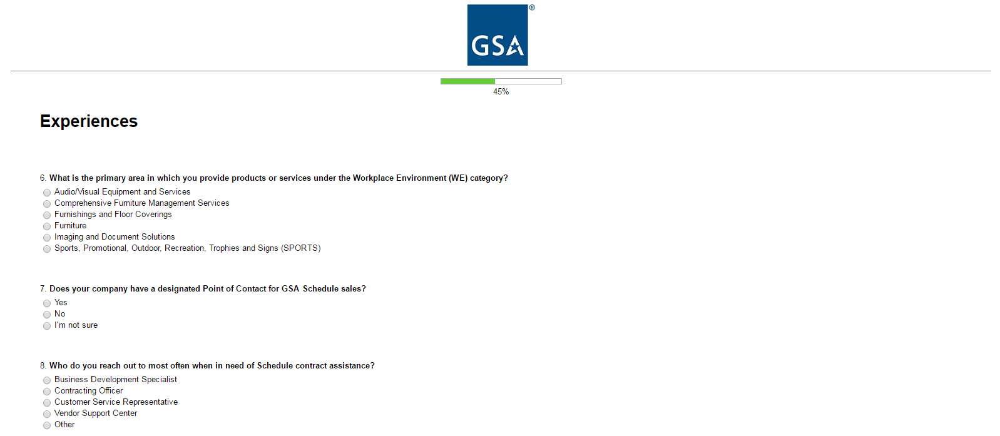 GSA®
45%
Experiences
6. What is the primary area in which you provide products or services under the Workplace Environment (WE) category?
Audio/Visual Equipment and Services
Comprehensive Furniture Management Services
Furnishings and Floor Coverings
Furniture
Imaging and Document Solutions
Sports, Promotional, Outdoor, Recreation, Trophies and Signs (SPORTS)
7. Does your company have a designated Point of Contact for GSA Schedule sales?
Yes
No
I'm not sure
8. Who do you reach out to most often when in need of Schedule contract assistance?
Business Development Specialist
Contracting Officer
Customer Service Representative
Vendor Support Center
Other